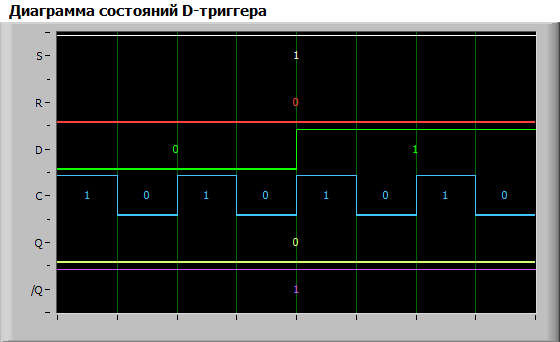 Диаграмма состояний D-триггера
S 1
R 0
D 0 1
C 1 0 1 0 1 0 1 0
Q 0
/Q 1